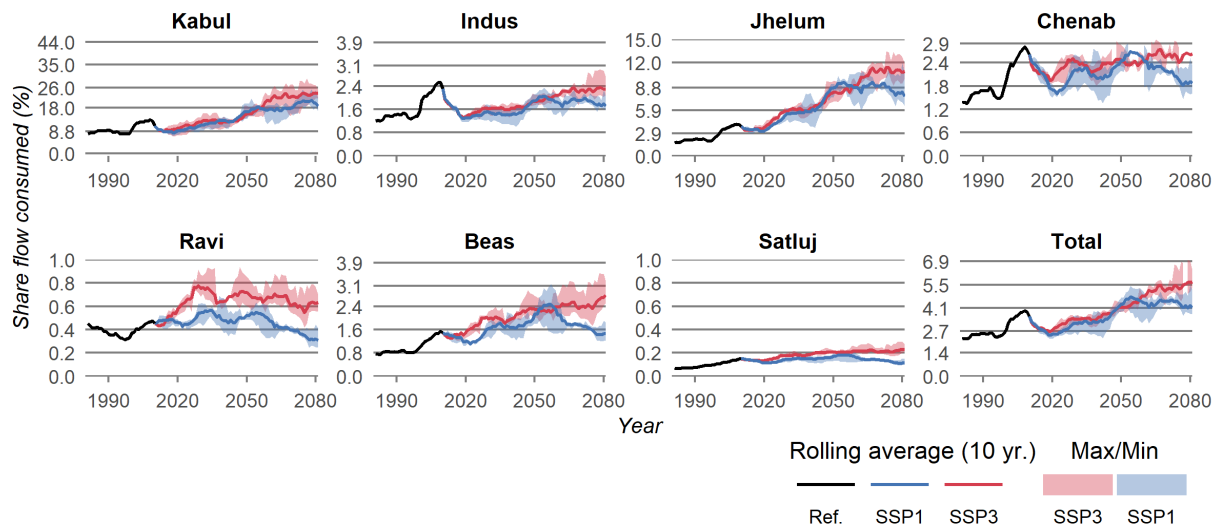 Kabul Indus Jhelum Chenab
44.0 3.9 15.0 2.9
35.0 3.1 12.0 2.4
26.0 2.4 8.8 1.8
18.0 1.6 5.9 1.2
8.8 0.8 2.9 0.6
0.0 0.0 0.0 0.0
1990 2020 2050 2080 1990 2020 2050 2080 1990 2020 2050 2080 1990 2020 2050 2080
Share flow consumed (%)
Ravi Beas Satluj Total
1.0 3.9 1.0 6.9
0.8 3.1 0.8 5.5
0.6 2.4 0.6 4.1
0.4 1.6 0.4 2.7
0.2 0.8 0.2 1.4
0.0 0.0 0.0 0.0
1990 2020 2050 2080 1990 2020 2050 2080 1990 2020 2050 2080 1990 2020 2050 2080
Year
Rolling average (10 yr.) Max/Min
Ref. SSP1 SSP3 SSP3 SSP1